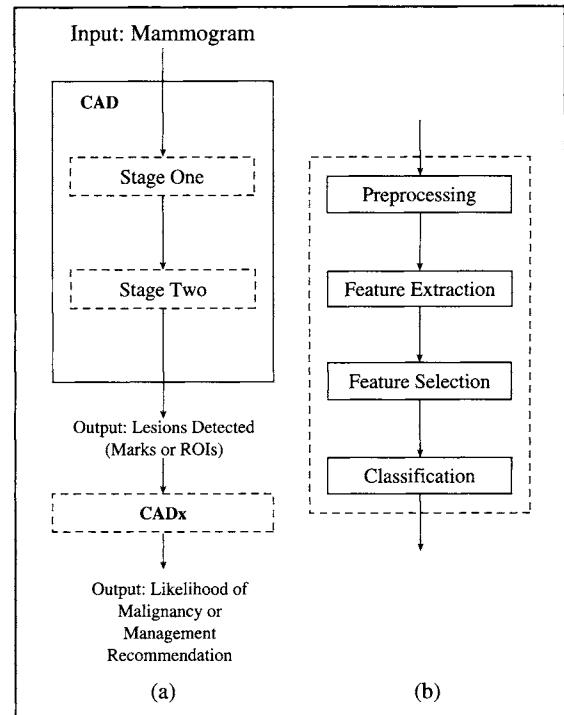 Input: Mammogram
CAD
Stage One
Stage Two
Output: Lesions Detected
(Marks or ROIs)
CADx
Output: Likelihood of
Malignancy or
Management
Recommendation
(a)
Preprocessing
Feature Extraction
Feature Selection
Classification
(b)